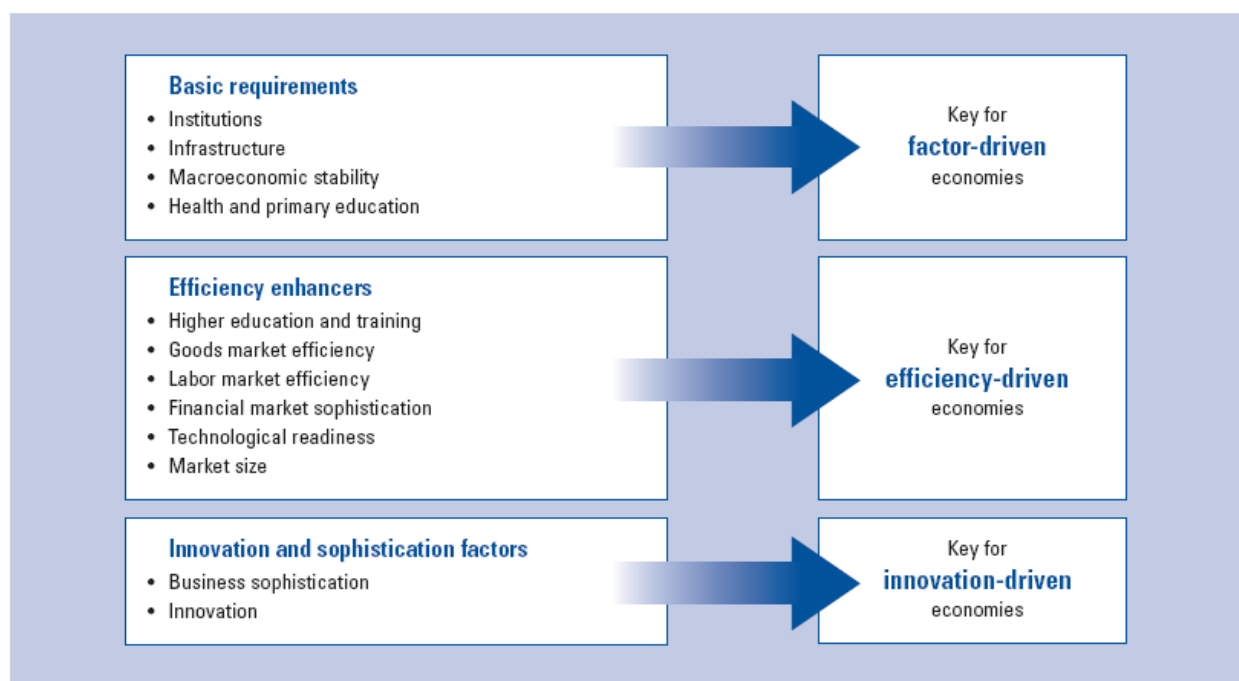 Basic requirements
• Institutions
• Infrastructure
• Macroeconomic stability
• Health and primary education
Key for
factor-driven
economies
Efficiency enhancers
• Higher education and training
• Goods market efficiency
• Labor market efficiency
• Financial market sophistication
• Technological readiness
• Market size
Key for
efficiency-driven
economies
Innovation and sophistication factors
• Business sophistication
• Innovation
Key for
innovation-driven
economies